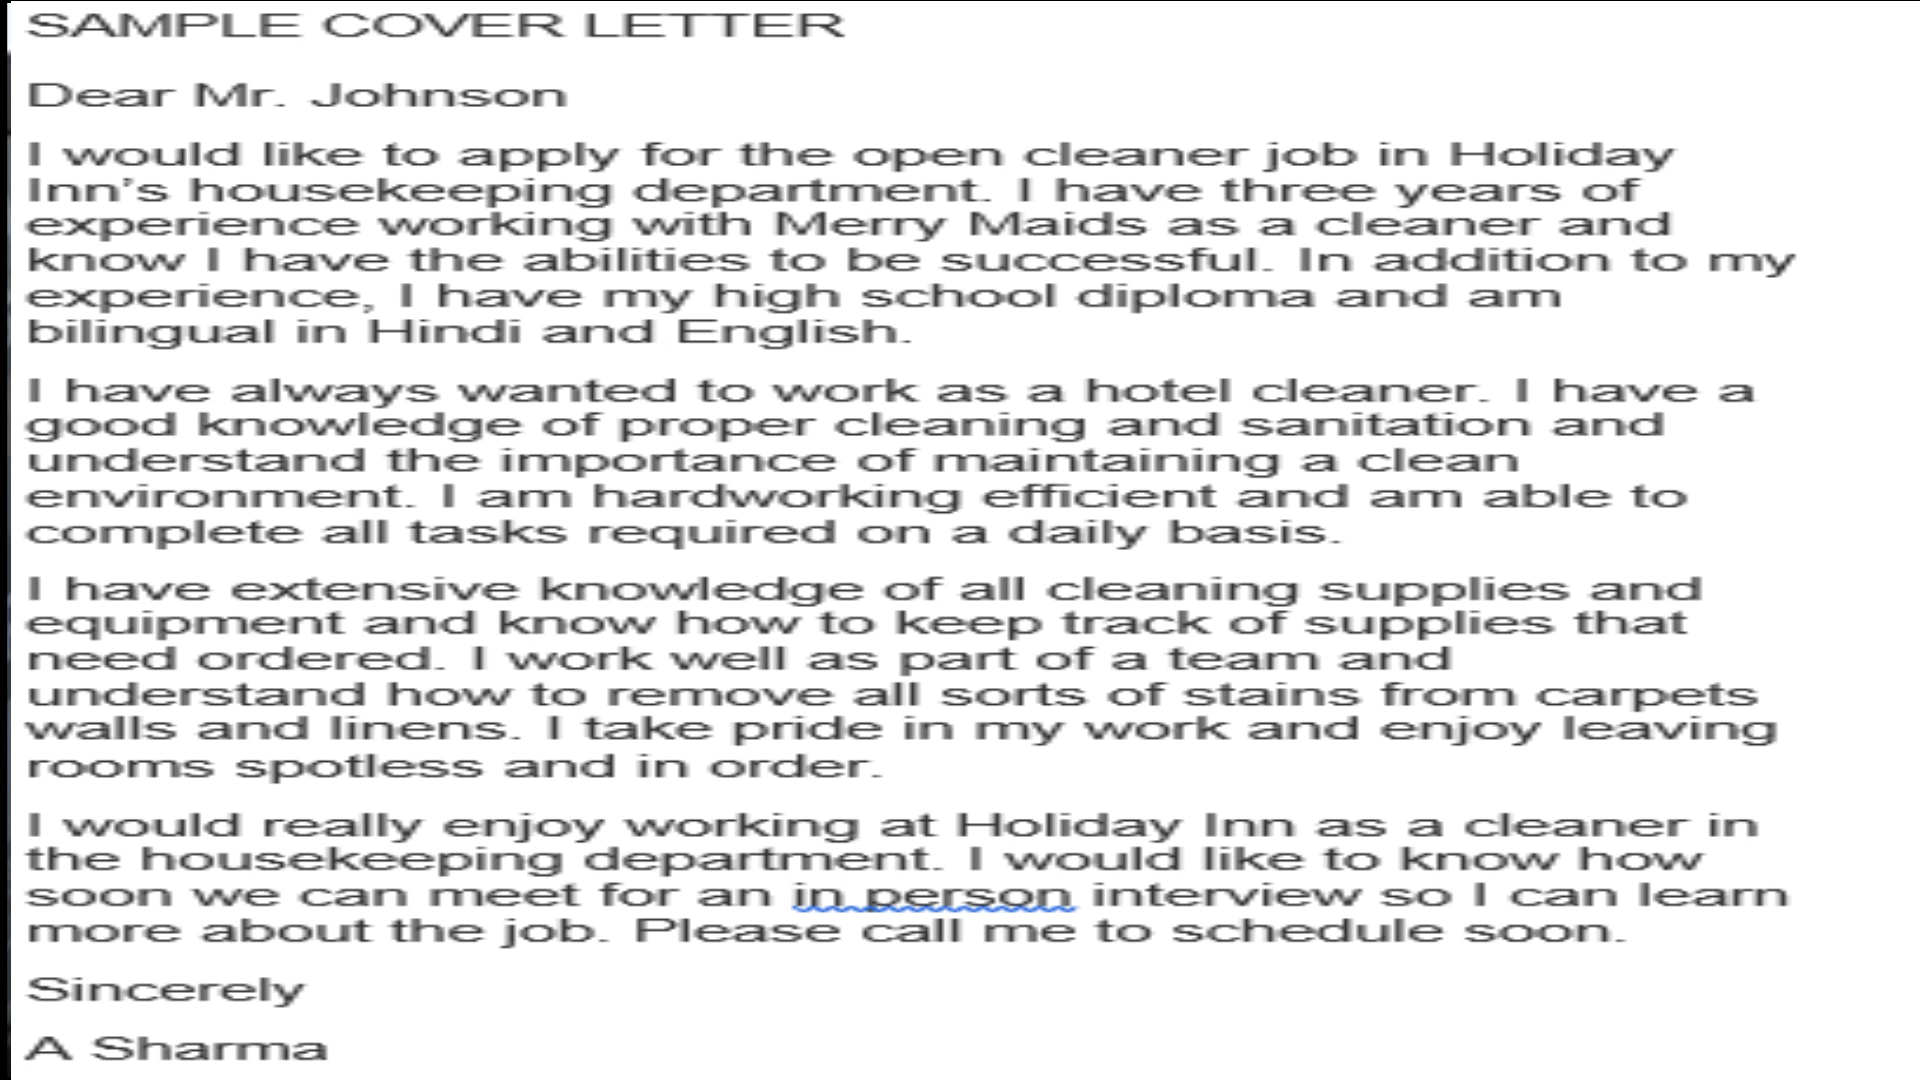 SAMPLE COVER LETTER
Dear Mr. Johnson
I would like to apply for the open cleaner job in Holiday
Inn's housekeeping department. I have three years of
experience working with Merry Maids as a cleaner and
know I have the abilities to be successful. In addition to my
experience, I have my high school diploma and am
bilingual in Hindi and English.
I have always wanted to work as a hotel cleaner. I have a
good knowledge of proper cleaning and sanitation and
understand the importance of maintaining a clean
environment. I am hardworking efficient and am able to
complete all tasks required on a daily basis.
I have extensive knowledge of all cleaning supplies and
equipment and know how to keep track of supplies that
need ordered. I work well as part of a team and
understand how to remove all sorts of stains from carpets
walls and linens. I take pride in my work and enjoy leaving
rooms spotless and in order.
I would really enjoy working at Holiday Inn as a cleaner in
the housekeeping department. I would like to know how
soon we can meet for an in person interview so I can learn
more about the job. Please call me to schedule soon.
Sincerely
A Sharma